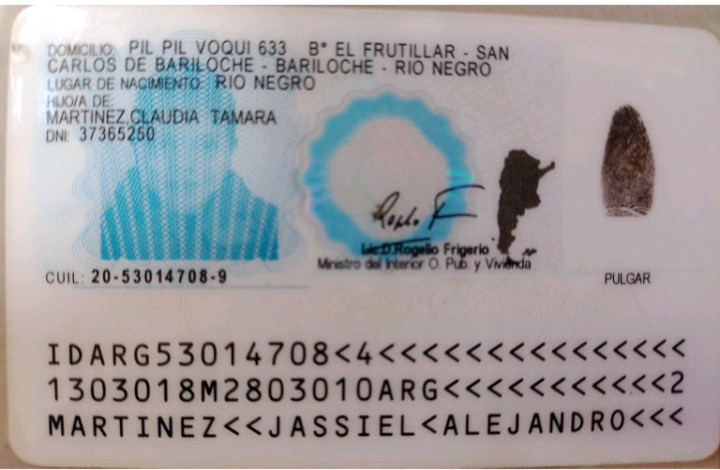 DOMICILIO: PIL PIL VOQUI 633 B° EL FRUTILLAR - SAN
CARLOS DE BARILOCHE - BARILOCHE - RIO NEGRO
LUGAR DE NACIMIENTO: RIO NEGRO
HIJO/A DE:
MARTINEZ,CLAUDIA TAMARA
DNI: 37365250
Lic.D.Rogelio Frigerio
Ministro del Interior O. Pub. y Vivienda
CUIL: 20-53014708-9
PULGAR
IDARG53014708<4<<<<<<<<<<<<<<<
1303018M2803010ARG<<<<<<<<<<<2
MARTINEZ<<JASSIEL<ALEJANDRO<<<